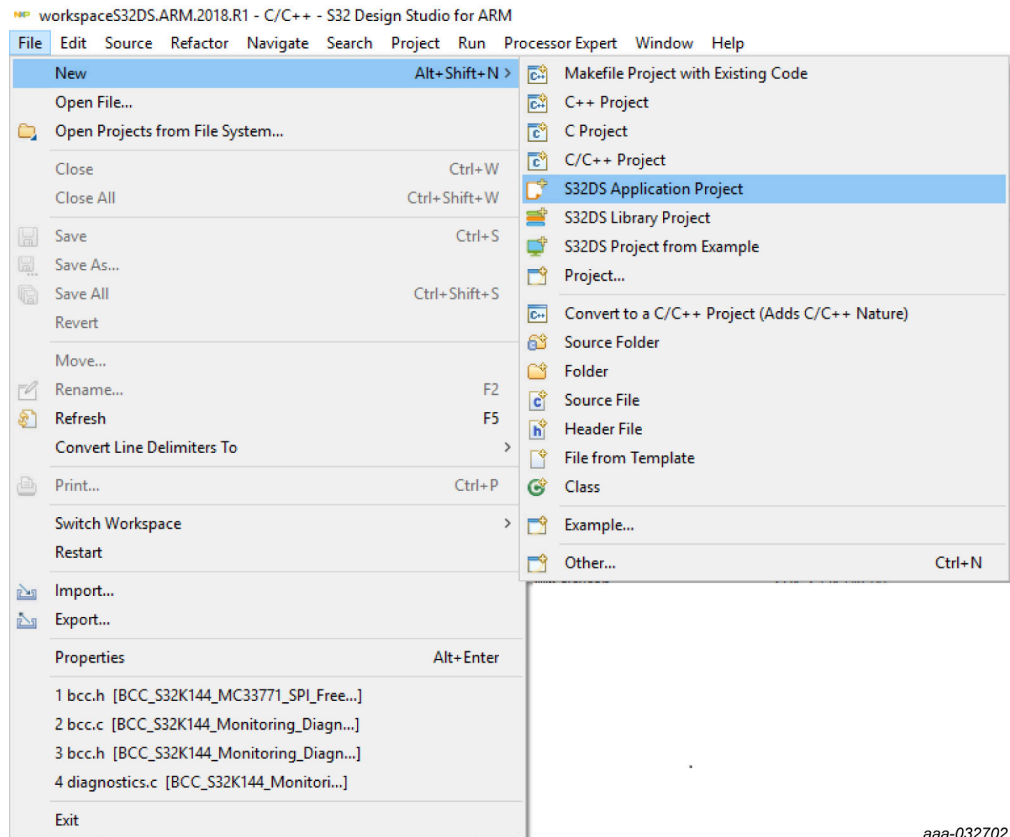 NXP workspaceS32DS.ARM.2018.R1 - C/C++ - S32 Design Studio for ARM
File Edit Source Refactor Navigate Search Project Run Processor Expert Window Help
New Alt+Shift+N >
Open File...
Open Projects from File System...
Close Ctrl+W
Close All Ctrl+Shift+W
Save Ctrl+S
Save As...
Save All Ctrl+Shift+S
Revert
Move...
Rename... F2
Refresh F5
Convert Line Delimiters To >
Print... Ctrl+P
Switch Workspace >
Restart
Import...
Export...
Properties Alt+Enter
1 bcc.h [BCC_S32K144_MC33771_SPI_Free...]
2 bcc.c [BCC_S32K144_Monitoring_Diagn...]
3 bcc.h [BCC_S32K144_Monitoring_Diagn...]
4 diagnostics.c [BCC_S32K144_Monitori...]
Exit
Makefile Project with Existing Code
C++ Project
C Project
C/C++ Project
S32DS Application Project
S32DS Library Project
S32DS Project from Example
Project...
Convert to a C/C++ Project (Adds C/C++ Nature)
Source Folder
Folder
Source File
Header File
File from Template
Class
Example...
Other... Ctrl+N
aaa-032702